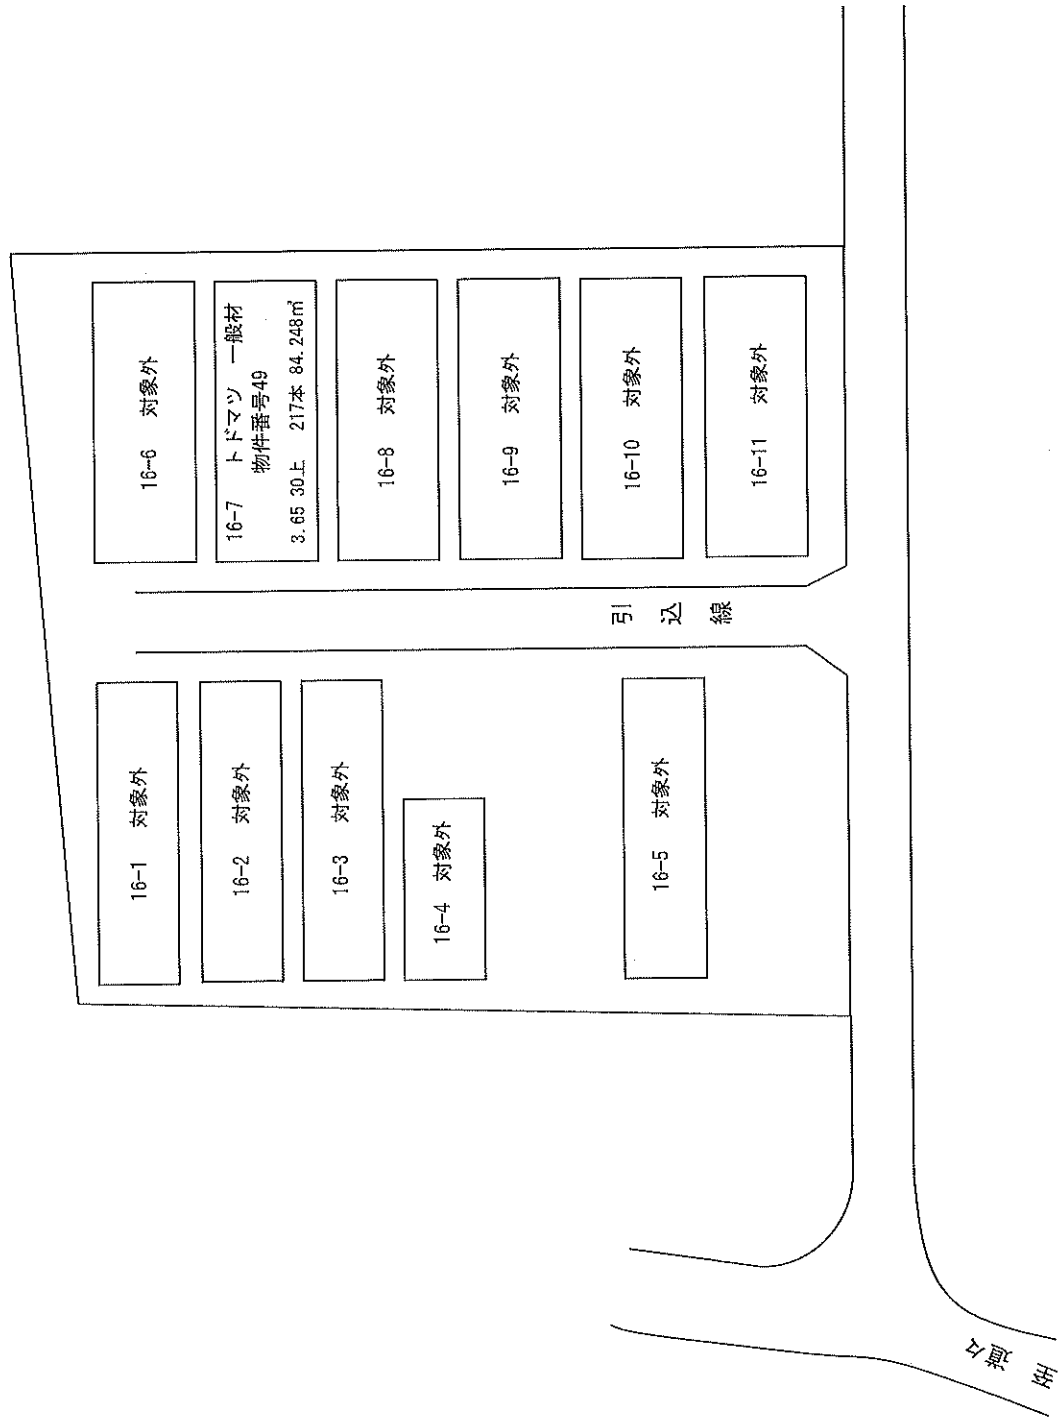 16-1 対象外
16-2 対象外
16-3 対象外
16-4 対象外
16-5 対象外
引込線
16-6 対象外
16-7 トドマツ 一般材
物件番号49
3.65 30上 217本 84.248㎥
16-8 対象外
16-9 対象外
16-10 対象外
16-11 対象外
至 道々